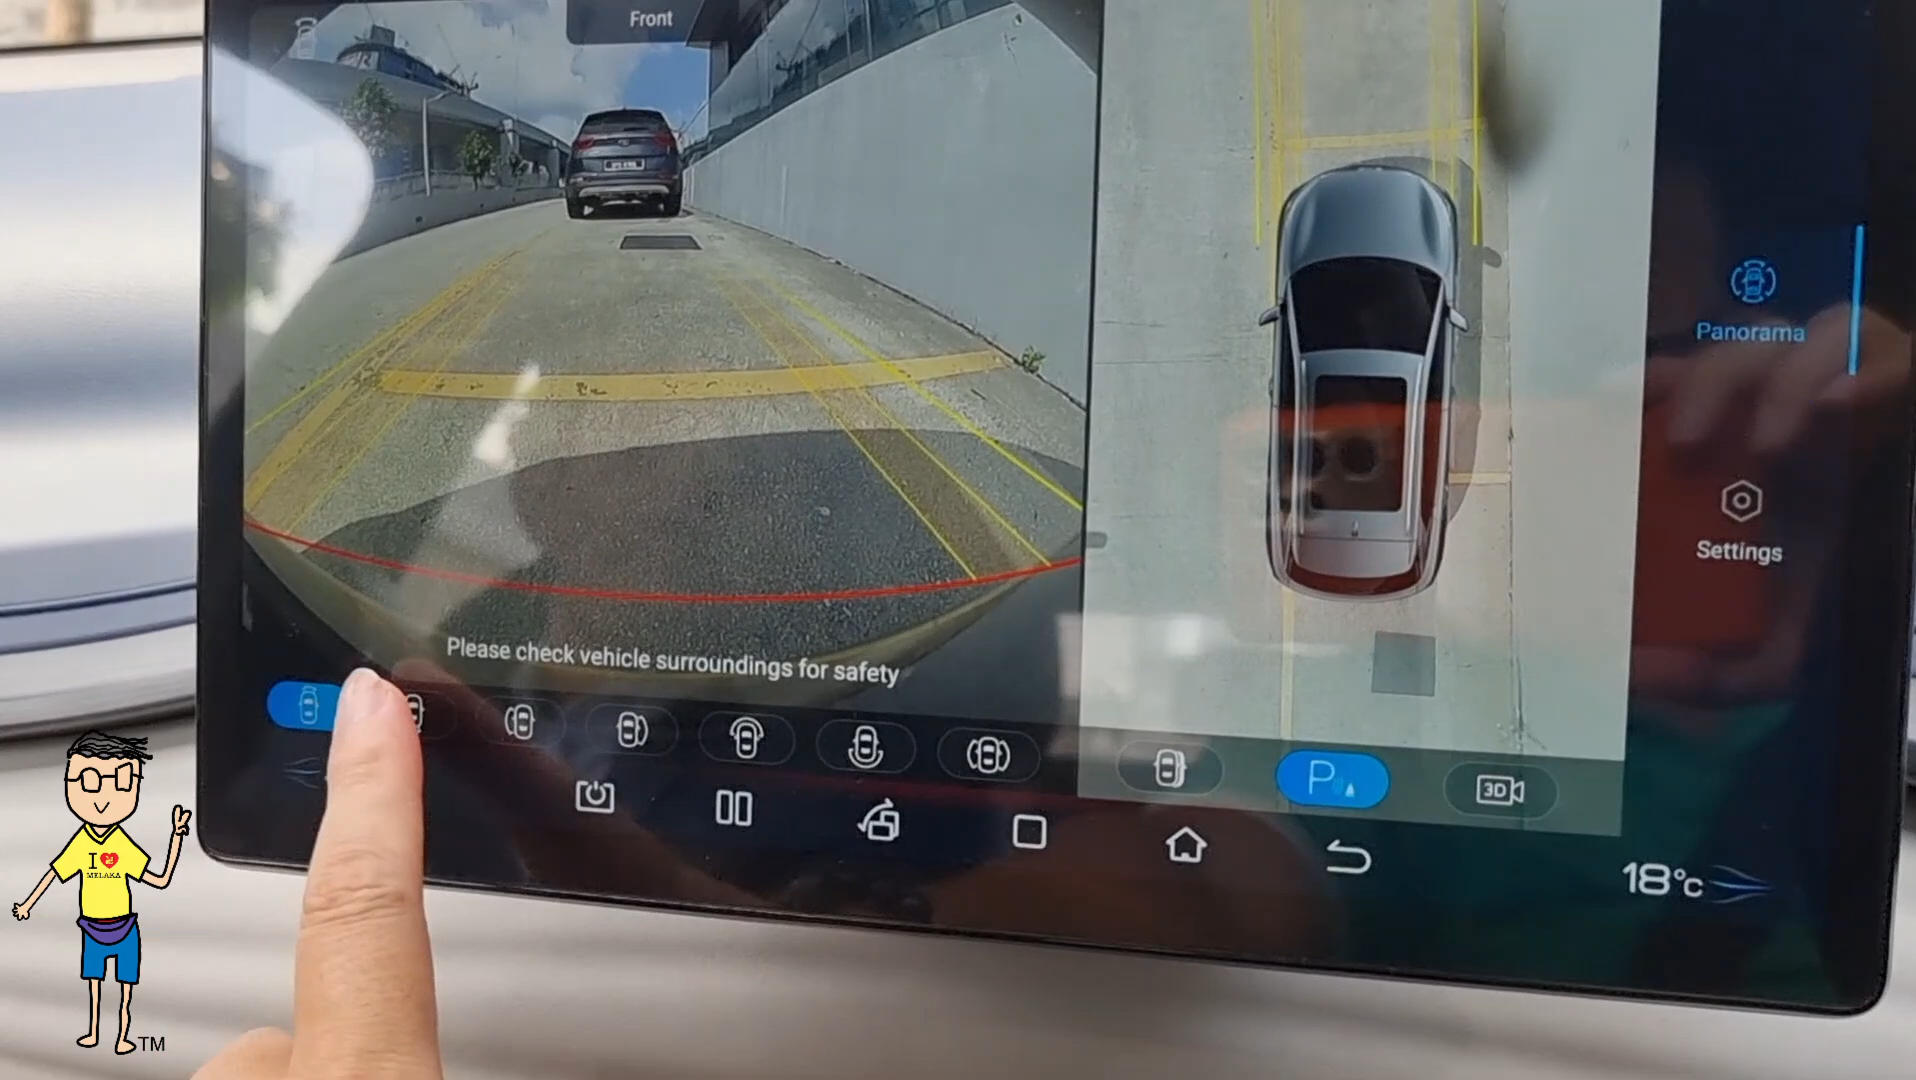 Front
Panorama
Settings
Please check vehicle surroundings for safety
P
3D
18°C
I
MELAKA
TM